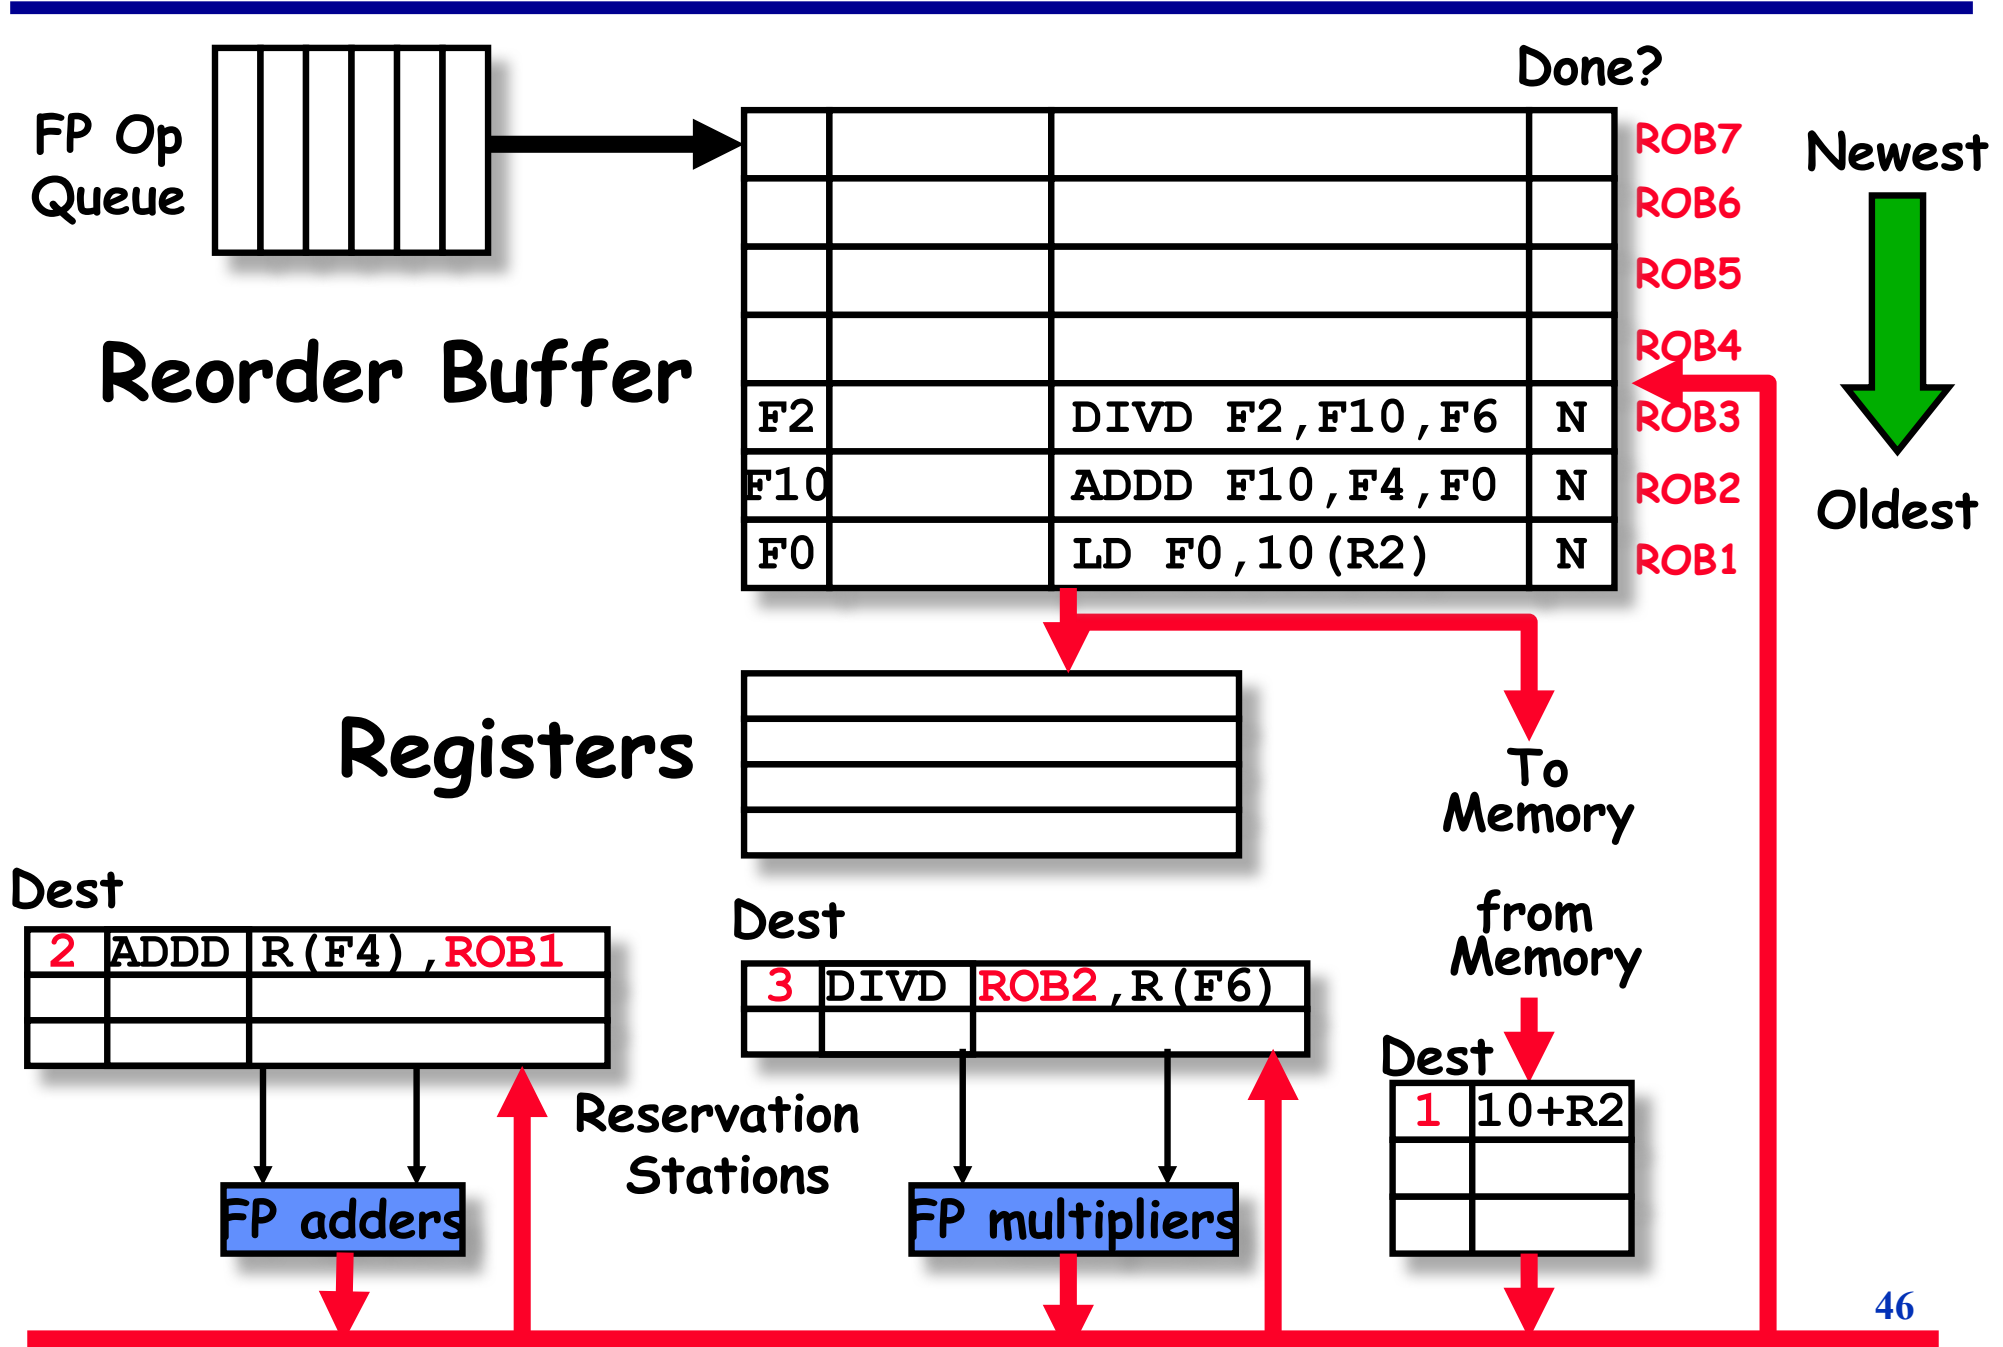 Done?
FP Op
Queue
ROB7
Newest
ROB6
ROB5
Reorder Buffer
ROB4
F2 DIVD F2,F10,F6 N ROB3
F10 ADDD F10,F4,F0 N ROB2
Oldest
F0 LD F0,10(R2) N ROB1
Registers
To
Memory
Dest
2 ADDD R(F4),ROB1
Dest
3 DIVD ROB2,R(F6)
from
Memory
Dest
1 10+R2
Reservation
Stations
FP adders
FP multipliers
46